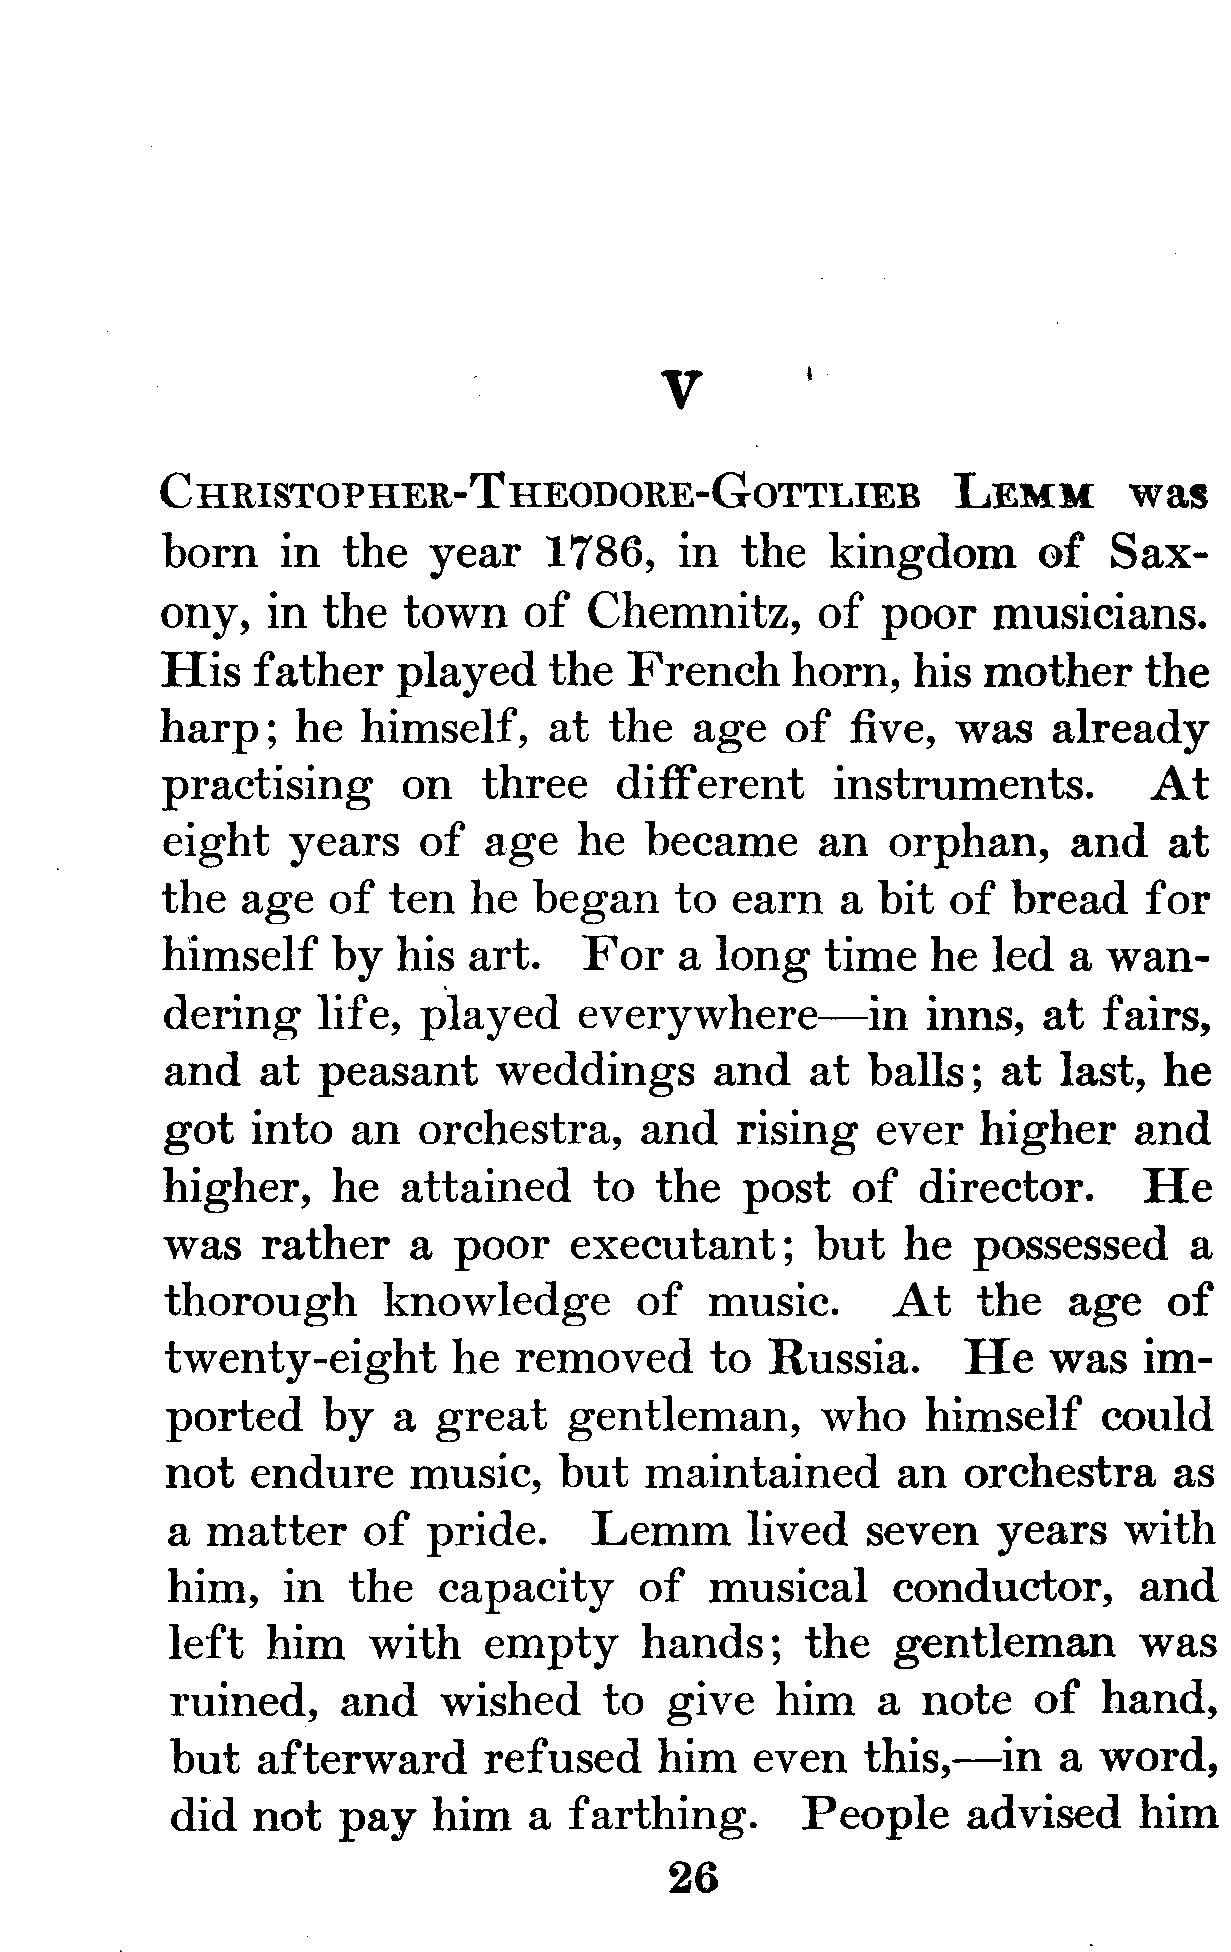 V
CHRISTOPHER-THEODORE-GOTTLIEB LEMM was
born in the year 1786, in the kingdom of Sax-
ony, in the town of Chemnitz, of poor musicians.
His father played the French horn, his mother the
harp; he himself, at the age of five, was already
practising on three different instruments. At
eight years of age he became an orphan, and at
the age of ten he began to earn a bit of bread for
himself by his art. For a long time he led a wan-
dering life, played everywhere—in inns, at fairs,
and at peasant weddings and at balls; at last, he
got into an orchestra, and rising ever higher and
higher, he attained to the post of director. He
was rather a poor executant; but he possessed a
thorough knowledge of music. At the age of
twenty-eight he removed to Russia. He was im-
ported by a great gentleman, who himself could
not endure music, but maintained an orchestra as
a matter of pride. Lemm lived seven years with
him, in the capacity of musical conductor, and
left him with empty hands; the gentleman was
ruined, and wished to give him a note of hand,
but afterward refused him even this,—in a word,
did not pay him a farthing. People advised him
26